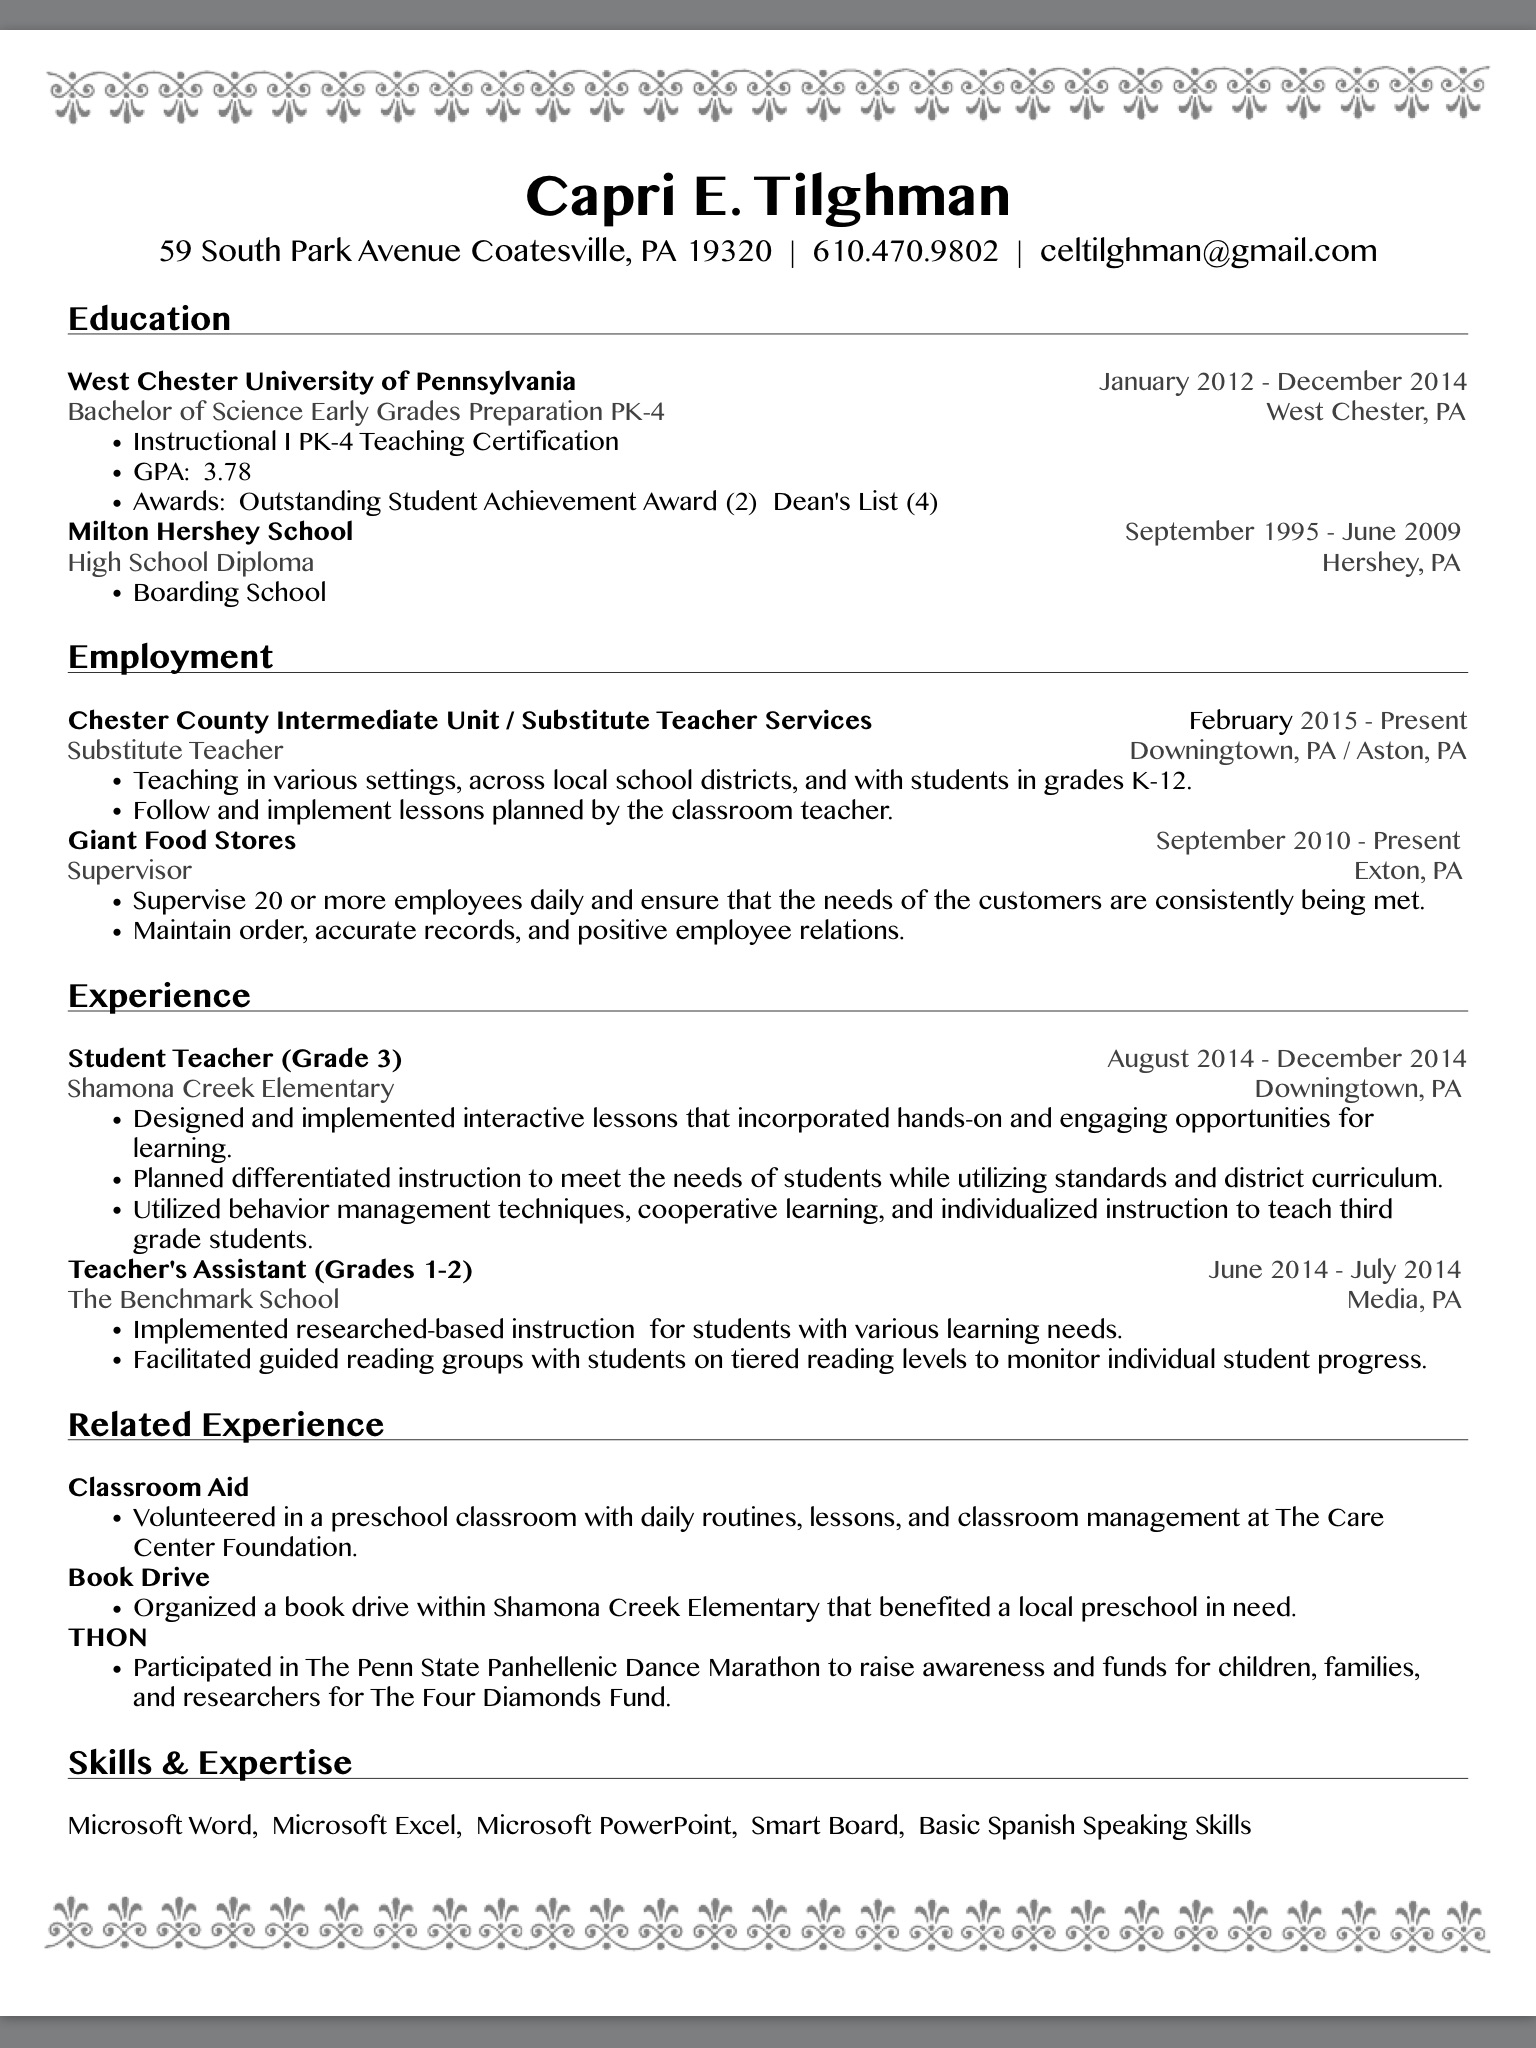 Capri E. Tilghman
59 South Park Avenue Coatesville, PA 19320 | 610.470.9802 | celtilghman@gmail.com
Education
West Chester University of Pennsylvania January 2012 - December 2014
Bachelor of Science Early Grades Preparation PK-4 West Chester, PA
• Instructional I PK-4 Teaching Certification
• GPA:  3.78
• Awards:  Outstanding Student Achievement Award (2)  Dean's List (4)
Milton Hershey School September 1995 - June 2009
High School Diploma Hershey, PA
• Boarding School
Employment
Chester County Intermediate Unit / Substitute Teacher Services February 2015 - Present
Substitute Teacher Downingtown, PA / Aston, PA
• Teaching in various settings, across local school districts, and with students in grades K-12.
• Follow and implement lessons planned by the classroom teacher.
Giant Food Stores September 2010 - Present
Supervisor Exton, PA
• Supervise 20 or more employees daily and ensure that the needs of the customers are consistently being met.
• Maintain order, accurate records, and positive employee relations.
Experience
Student Teacher (Grade 3) August 2014 - December 2014
Shamona Creek Elementary Downingtown, PA
• Designed and implemented interactive lessons that incorporated hands-on and engaging opportunities for
learning.
• Planned differentiated instruction to meet the needs of students while utilizing standards and district curriculum.
• Utilized behavior management techniques, cooperative learning, and individualized instruction to teach third
grade students.
Teacher's Assistant (Grades 1-2) June 2014 - July 2014
The Benchmark School Media, PA
• Implemented researched-based instruction  for students with various learning needs.
• Facilitated guided reading groups with students on tiered reading levels to monitor individual student progress.
Related Experience
Classroom Aid
• Volunteered in a preschool classroom with daily routines, lessons, and classroom management at The Care
Center Foundation.
Book Drive
• Organized a book drive within Shamona Creek Elementary that benefited a local preschool in need.
THON
• Participated in The Penn State Panhellenic Dance Marathon to raise awareness and funds for children, families,
and researchers for The Four Diamonds Fund.
Skills & Expertise
Microsoft Word,  Microsoft Excel,  Microsoft PowerPoint,  Smart Board,  Basic Spanish Speaking Skills